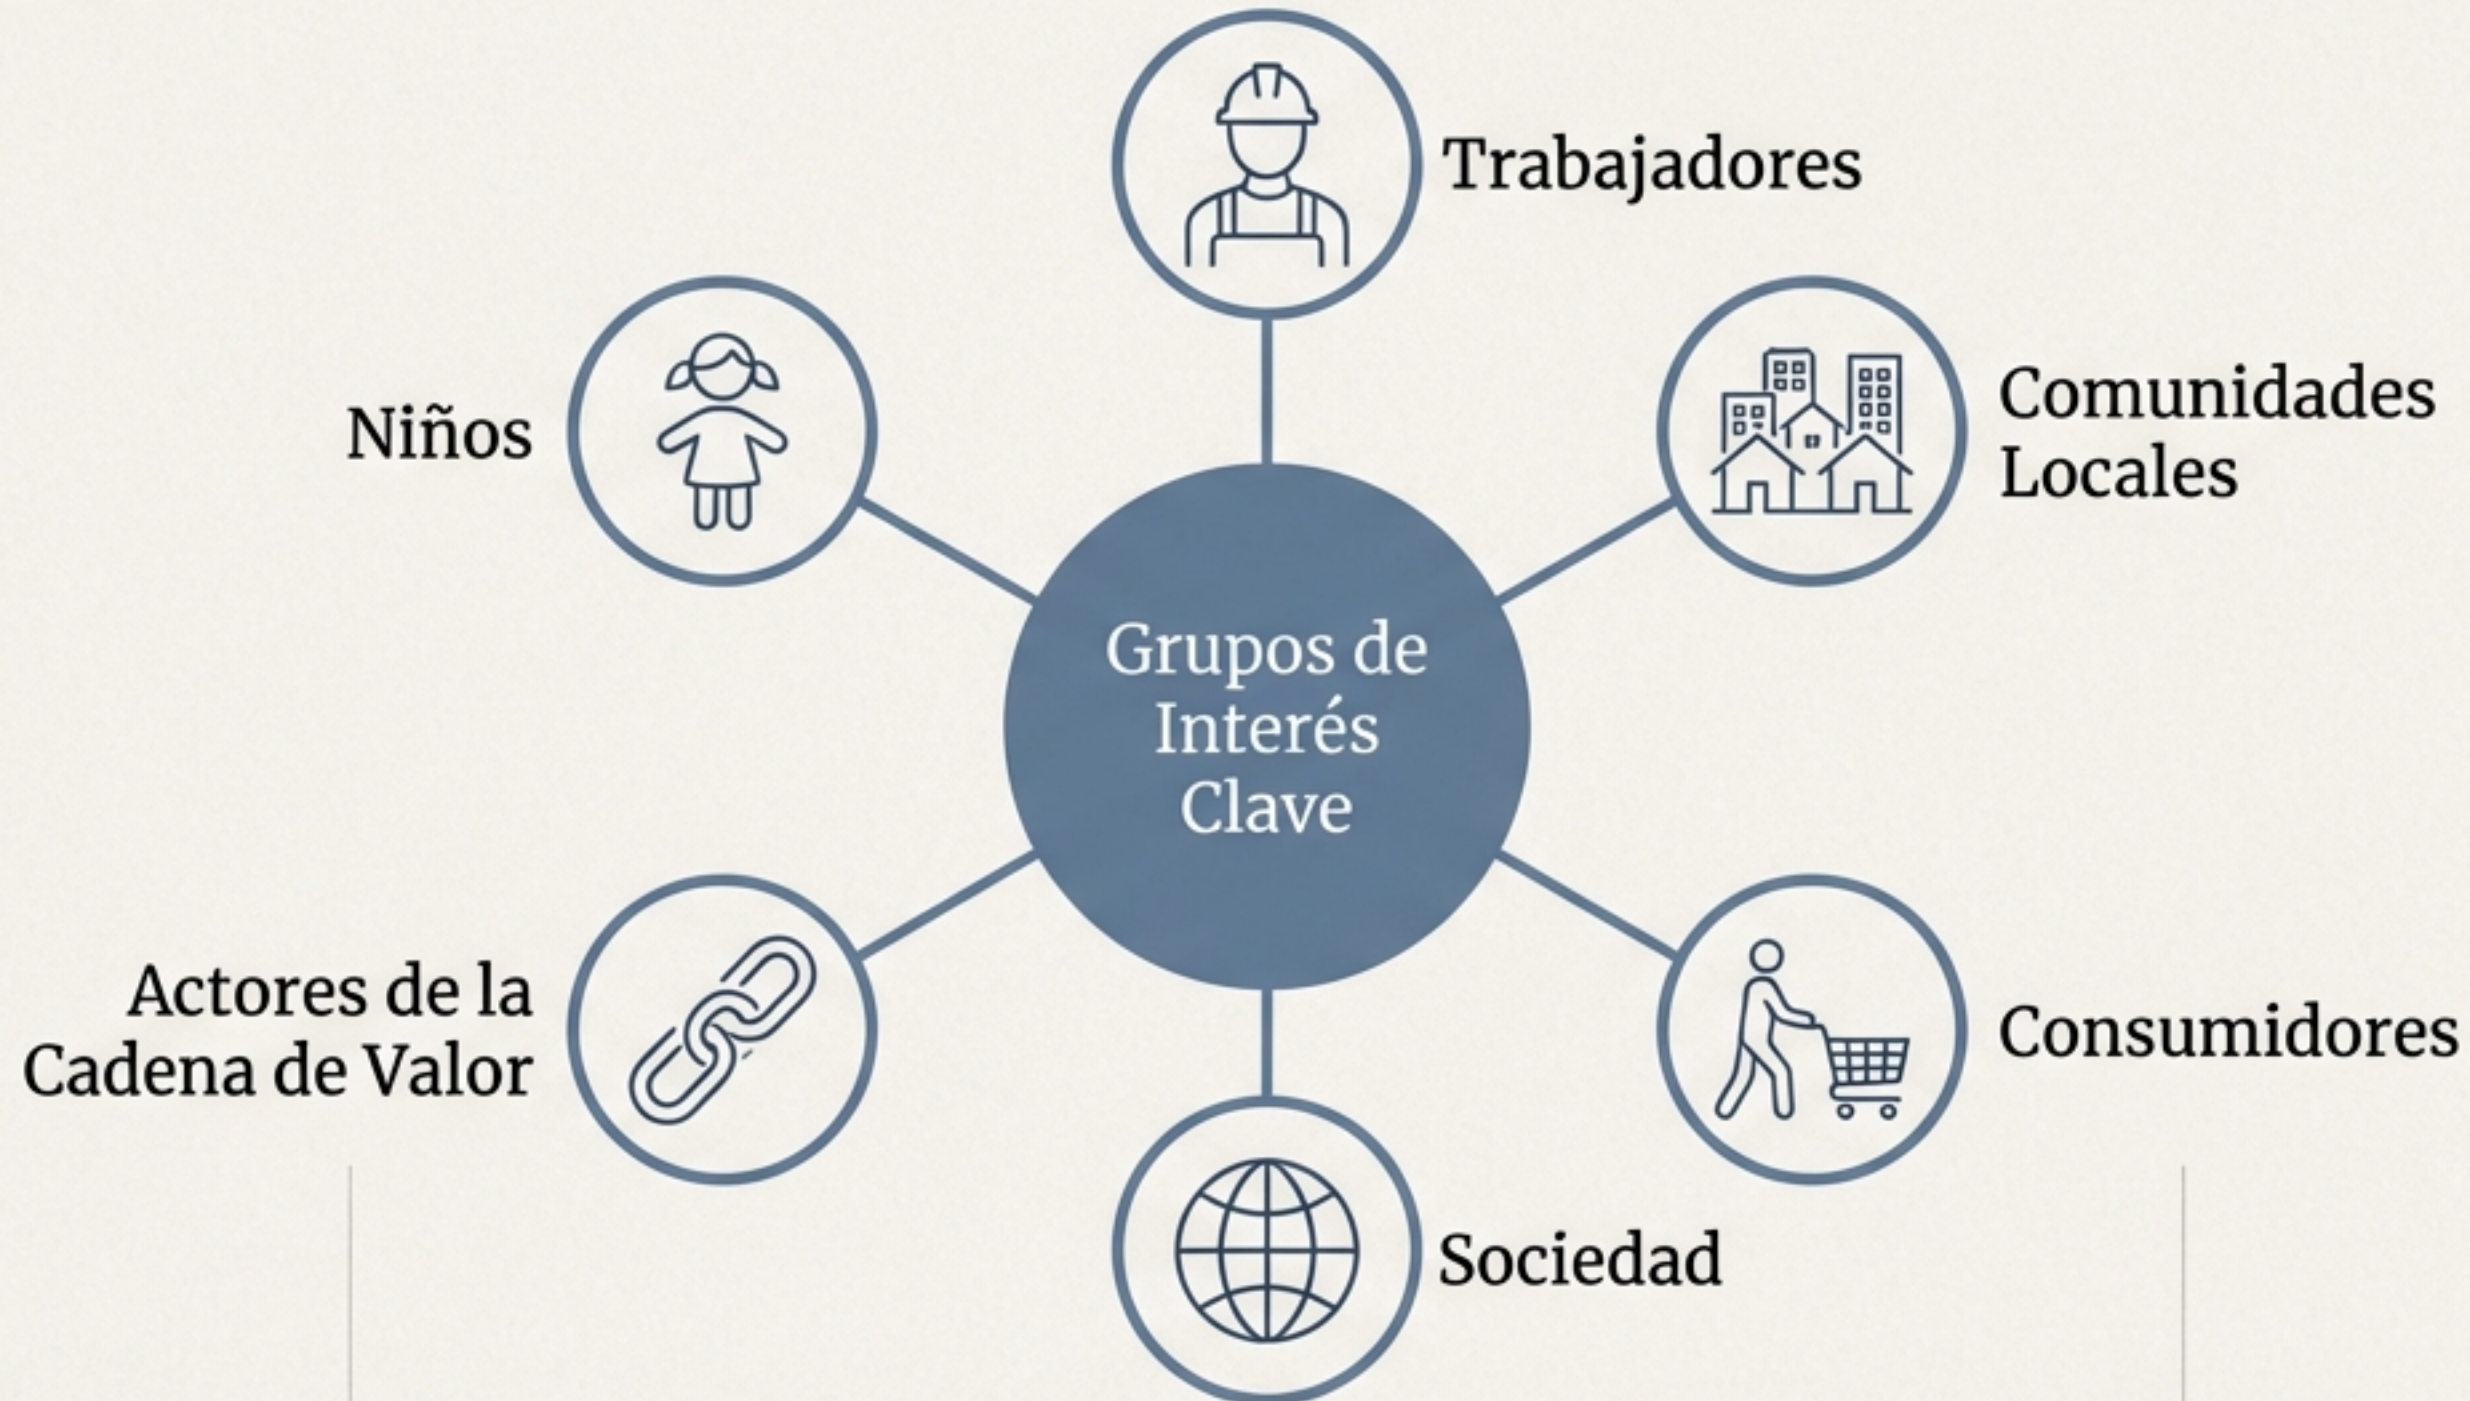 Trabajadores
Niños
Comunidades
Locales
Grupos de
Interés
Clave
Actores de la
Cadena de Valor
Consumidores
Sociedad